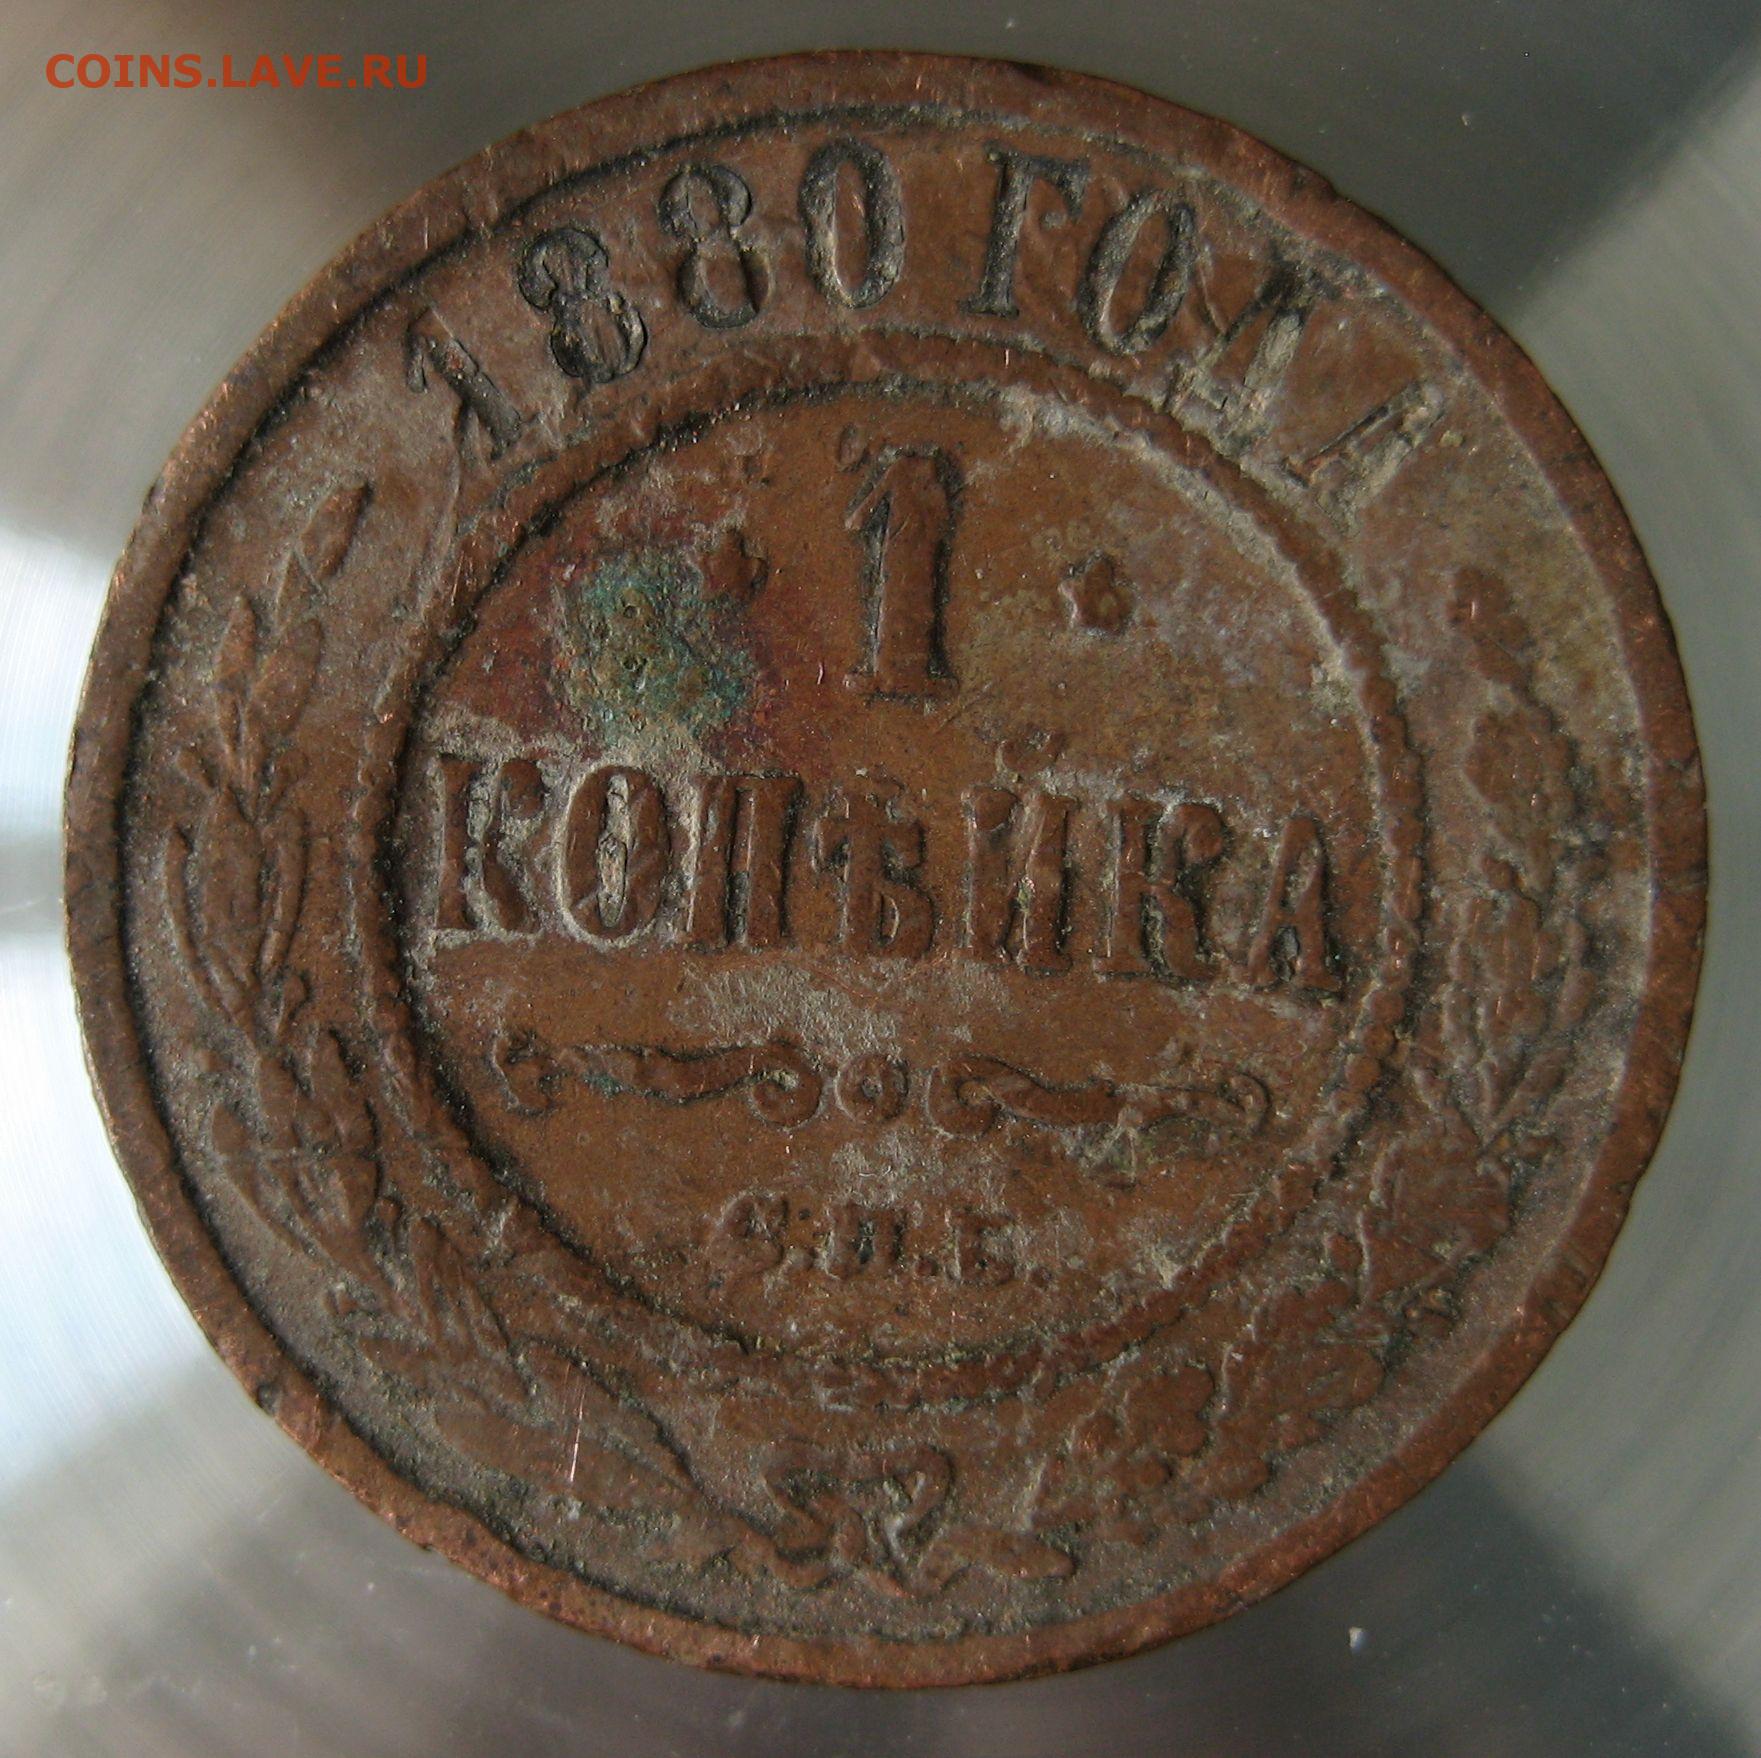 COINS.LAVE.RU
1880 ГОДА
1
КОПѢЙКА
С.П.Б.